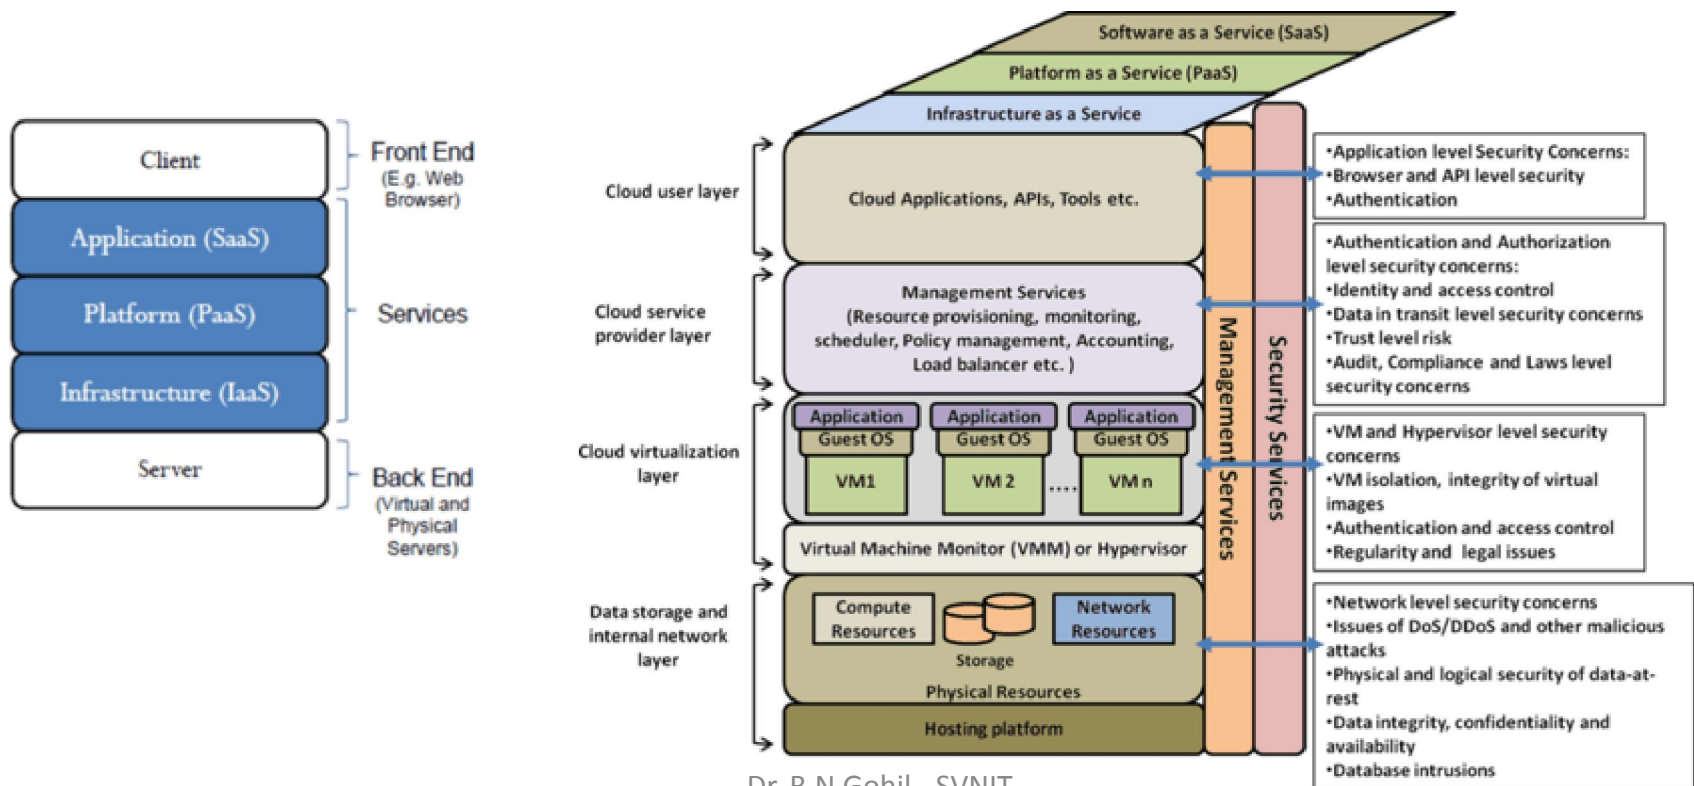 Client
Application (SaaS)
Platform (PaaS)
Infrastructure (IaaS)
Server
Front End
(E.g. Web
Browser)
Services
Back End
(Virtual and
Physical
Servers)
Software as a Service (SaaS)
Platform as a Service (PaaS)
Infrastructure as a Service
Cloud user layer
Cloud Applications, APIs, Tools etc.
Cloud service
provider layer
Management Services
(Resource provisioning, monitoring,
scheduler, Policy management, Accounting,
Load balancer etc. )
Cloud virtualization
layer
Application
Guest OS
VM1
Application
Guest OS
VM 2
....
Application
Guest OS
VM n
Virtual Machine Monitor (VMM) or Hypervisor
Data storage and
internal network
layer
Compute
Resources
Storage
Network
Resources
Physical Resources
Hosting platform
Management Services
Security Services
•Application level Security Concerns:
•Browser and API level security
•Authentication
•Authentication and Authorization
level security concerns:
•Identity and access control
•Data in transit level security concerns
•Trust level risk
•Audit, Compliance and Laws level
security concerns
•VM and Hypervisor level security
concerns
•VM isolation, integrity of virtual
images
•Authentication and access control
•Regularity and legal issues
•Network level security concerns
•Issues of DoS/DDoS and other malicious
attacks
•Physical and logical security of data-at-
rest
•Data integrity, confidentiality and
availability
•Database intrusions
Dr. B N Gohil - SVNIT